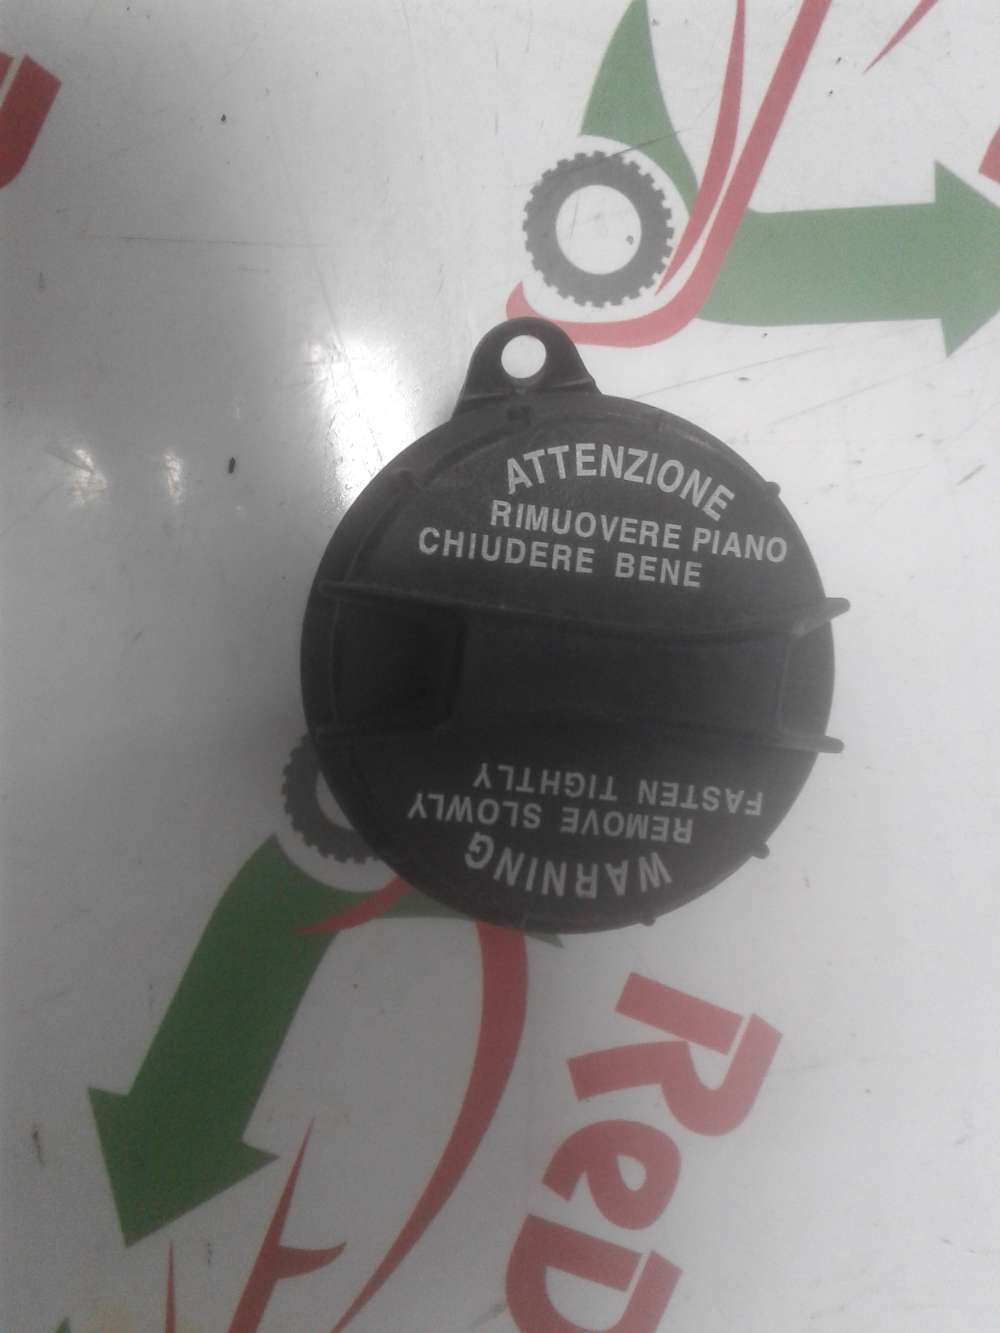 ATTENZIONE
RIMUOVERE PIANO
CHIUDERE BENE
WARNING
REMOVE SLOWLY
FASTEN TIGHTLY
ReD